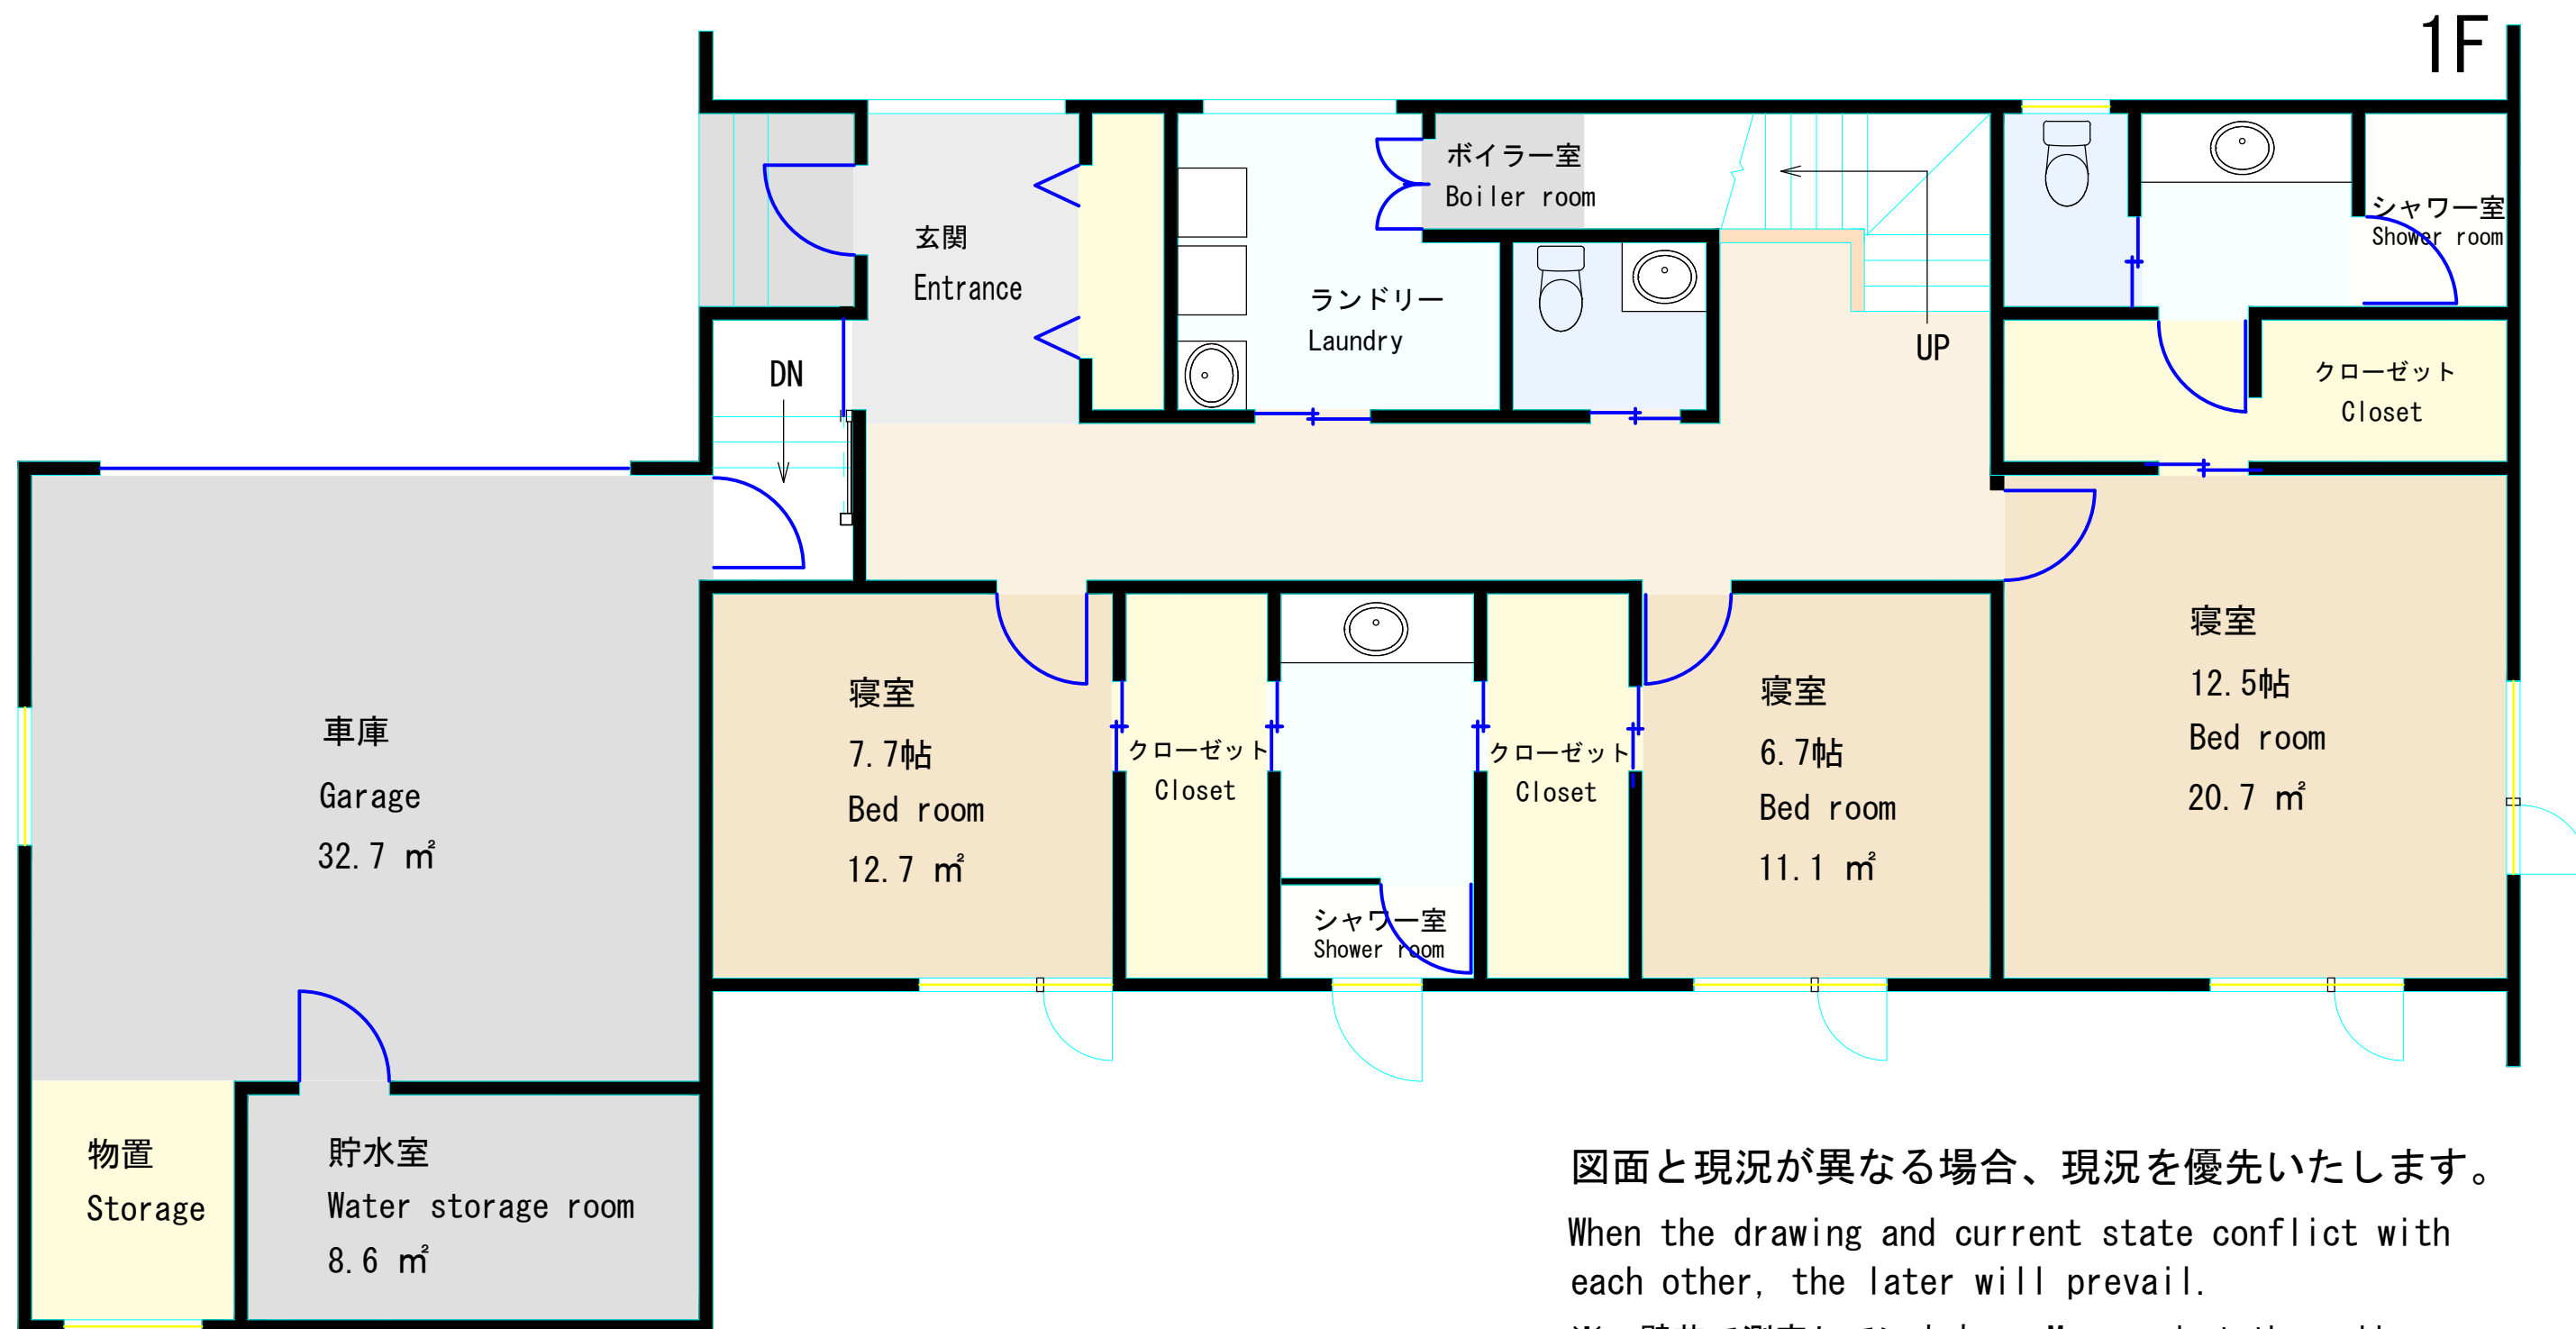 1F
ボイラー室
Boiler room
シャワー室
Shower room
玄関
Entrance
ランドリー
Laundry
UP
DN
クローゼット
Closet
寝室
12.5帖
Bed room
20.7 ㎡
寝室
7.7帖
Bed room
12.7 ㎡
クローゼット
Closet
クローゼット
Closet
寝室
6.7帖
Bed room
11.1 ㎡
車庫
Garage
32.7 ㎡
シャワー室
Shower room
物置
Storage
貯水室
Water storage room
8.6 ㎡
図面と現況が異なる場合、現況を優先いたします。
When the drawing and current state conflict with
each other, the later will prevail.